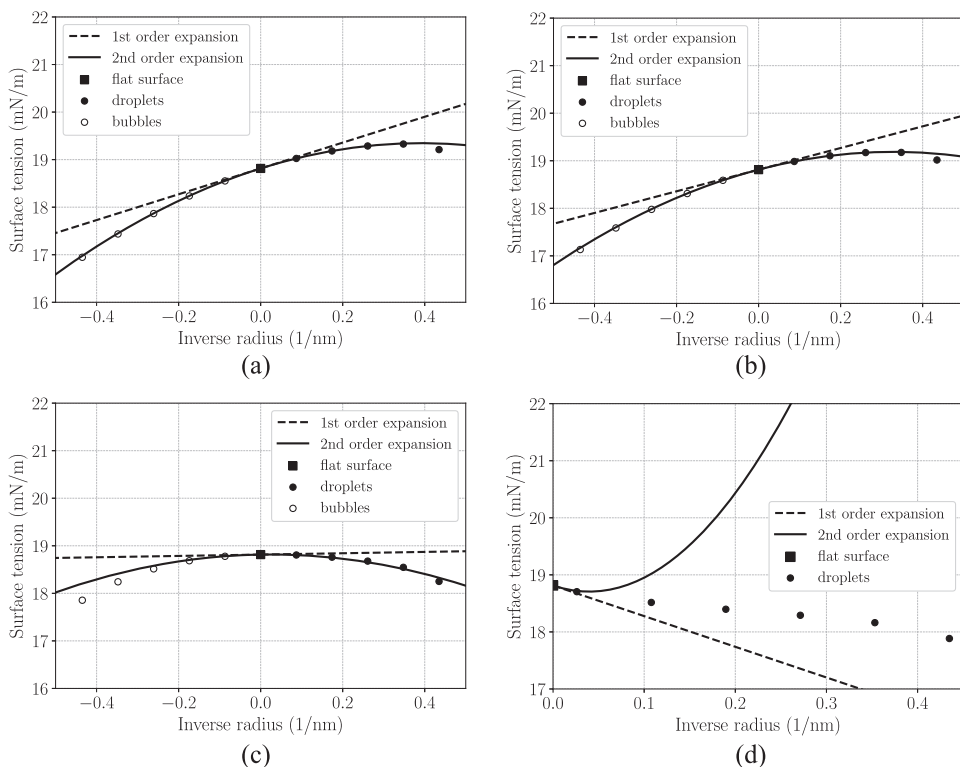 22
21
20
19
18
17
16
Surface tension (mN/m)
1st order expansion
2nd order expansion
flat surface
droplets
bubbles
−0.4 −0.2 0.0 0.2 0.4
Inverse radius (1/nm)
(a)
22
21
20
19
18
17
16
Surface tension (mN/m)
1st order expansion
2nd order expansion
flat surface
droplets
bubbles
−0.4 −0.2 0.0 0.2 0.4
Inverse radius (1/nm)
(b)
22
21
20
19
18
17
16
Surface tension (mN/m)
1st order expansion
2nd order expansion
flat surface
droplets
bubbles
−0.4 −0.2 0.0 0.2 0.4
Inverse radius (1/nm)
(c)
22
21
20
19
18
17
Surface tension (mN/m)
1st order expansion
2nd order expansion
flat surface
droplets
0.0 0.1 0.2 0.3 0.4
Inverse radius (1/nm)
(d)